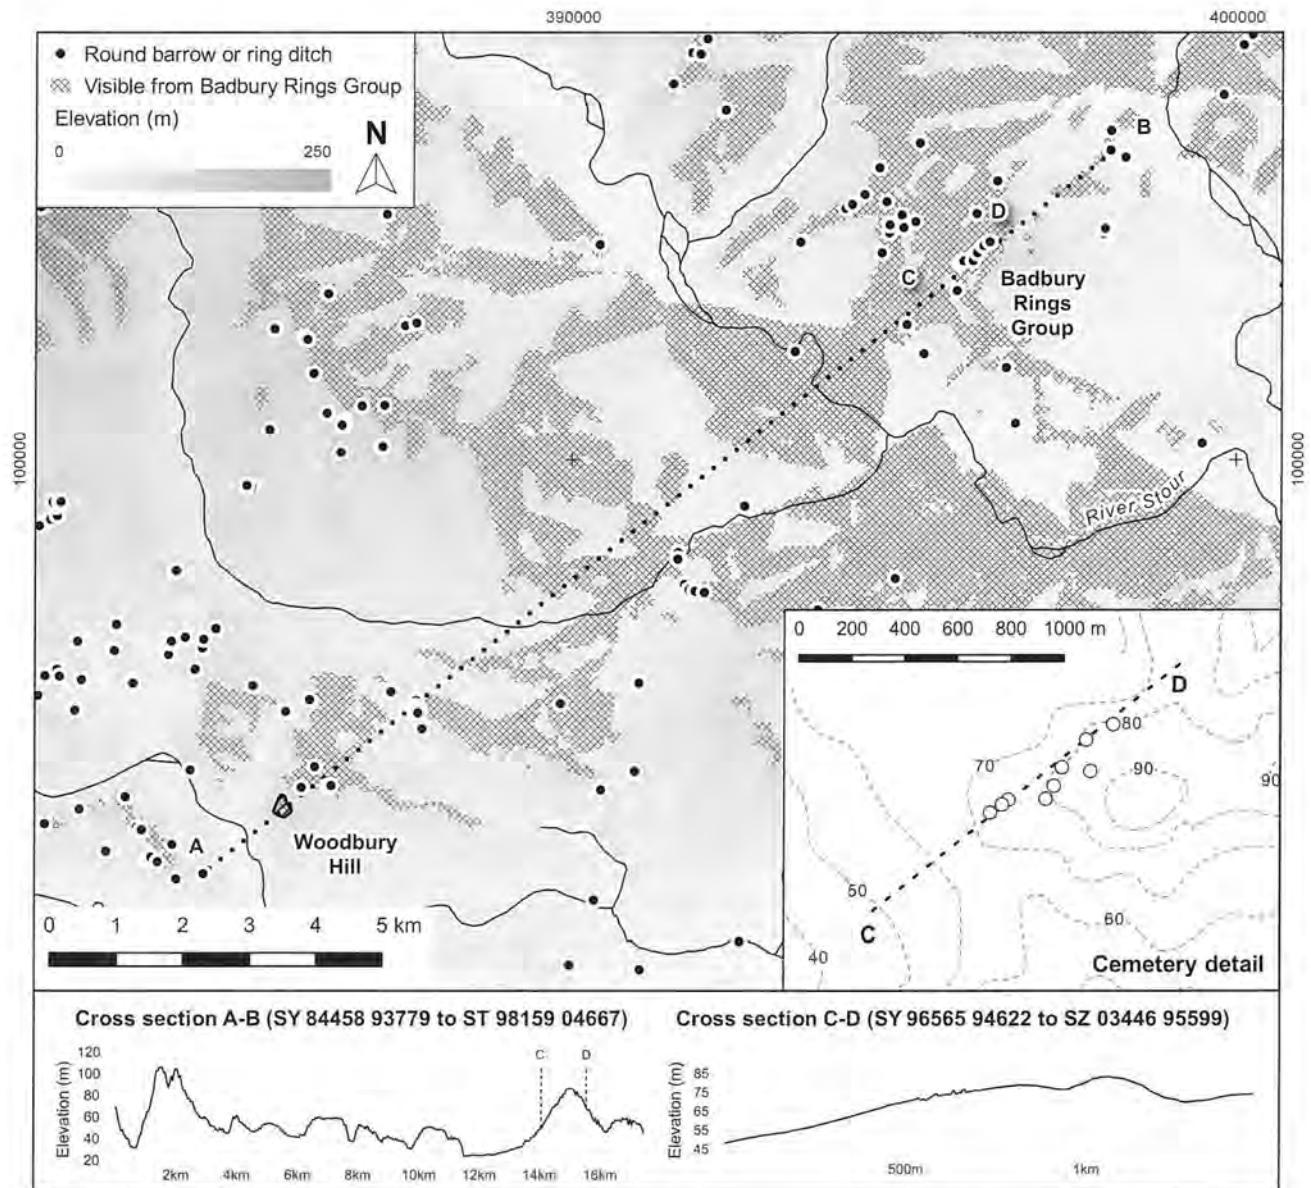 390000
400000
Round barrow or ring ditch
Visible from Badbury Rings Group
Elevation (m)
0 250
N
B
D
C
Badbury
Rings
Group
100000
100000
River Stour
A
Woodbury
Hill
0 1 2 3 4 5 km
0 200 400 600 800 1000 m
D
80
70
90
90
50
60
C
40
Cemetery detail
Cross section A-B (SY 84458 93779 to ST 98159 04667)
Elevation (m)
120
100
80
60
40
20
C D
2km 4km 6km 8km 10km 12km 14km 16km
Cross section C-D (SY 96565 94622 to SZ 03446 95599)
Elevation (m)
85
75
65
55
45
500m 1km